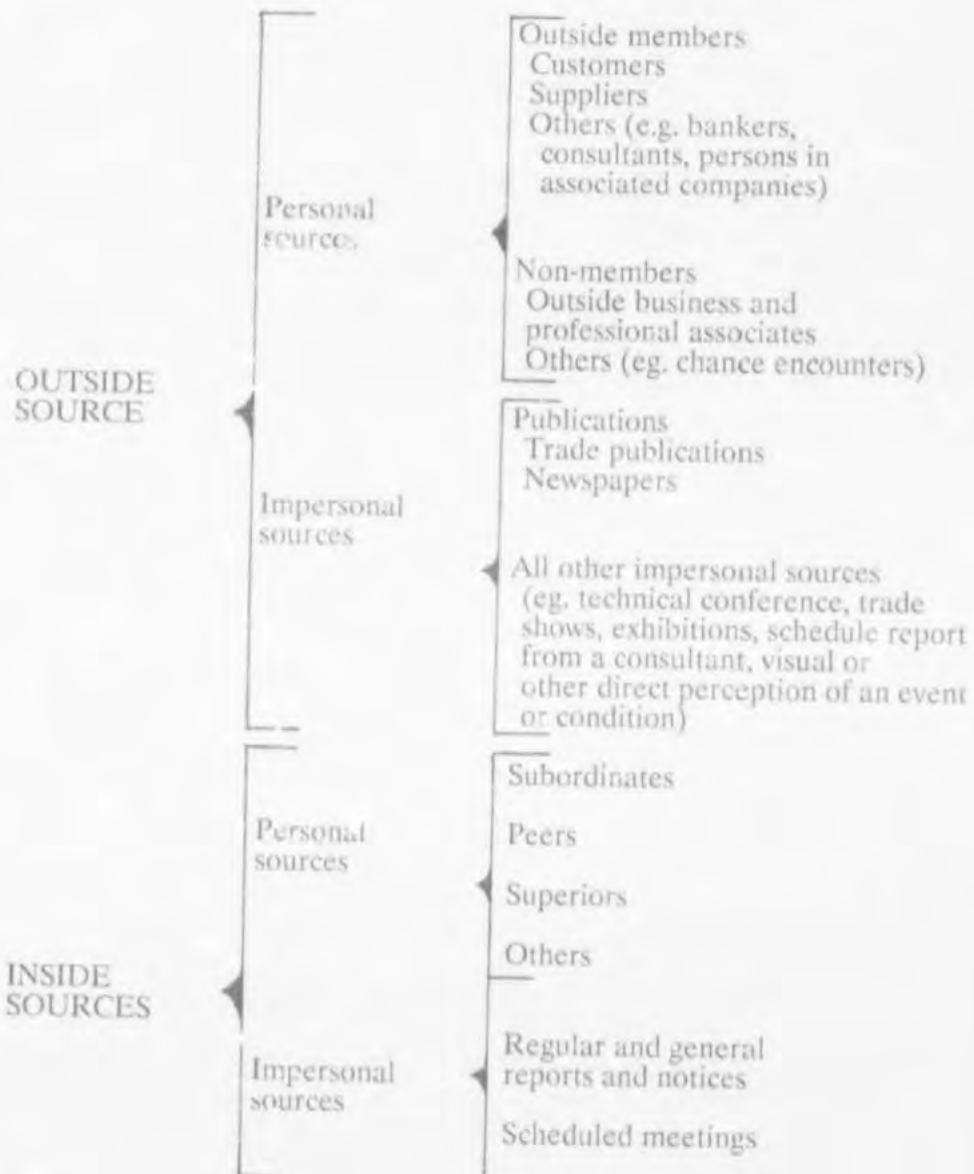 OUTSIDE
SOURCE
Personal
sources
Outside members
Customers
Suppliers
Others (e.g. bankers,
consultants, persons in
associated companies)
Non-members
Outside business and
professional associates
Others (eg. chance encounters)
Impersonal
sources
Publications
Trade publications
Newspapers
All other impersonal sources
(eg. technical conference, trade
shows, exhibitions, schedule report
from a consultant, visual or
other direct perception of an event
or condition)
INSIDE
SOURCES
Personal
sources
Subordinates
Peers
Superiors
Others
Impersonal
sources
Regular and general
reports and notices
Scheduled meetings